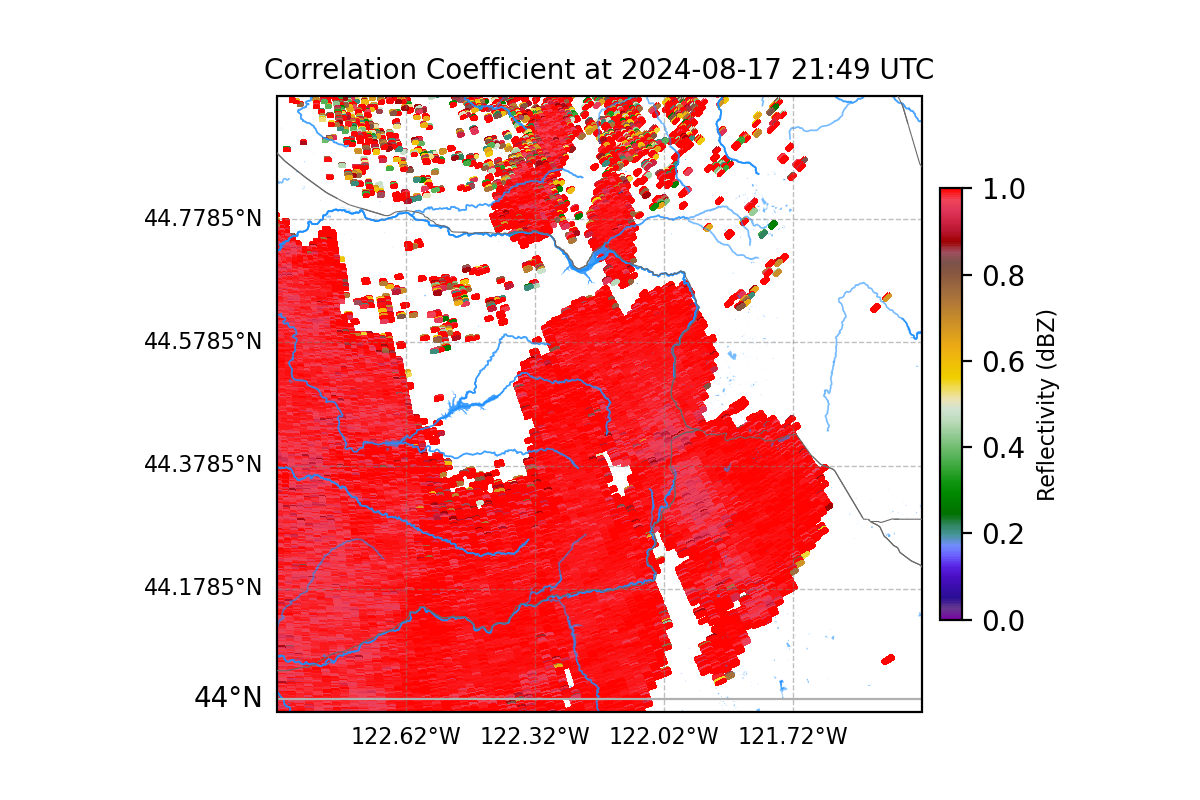 Correlation Coefficient at 2024-08-17 21:49 UTC
44.7785°N
44.5785°N
44.3785°N
44.1785°N
44°N
122.62°W 122.32°W 122.02°W 121.72°W
1.0
0.8
0.6
0.4
0.2
0.0
Reflectivity (dBZ)